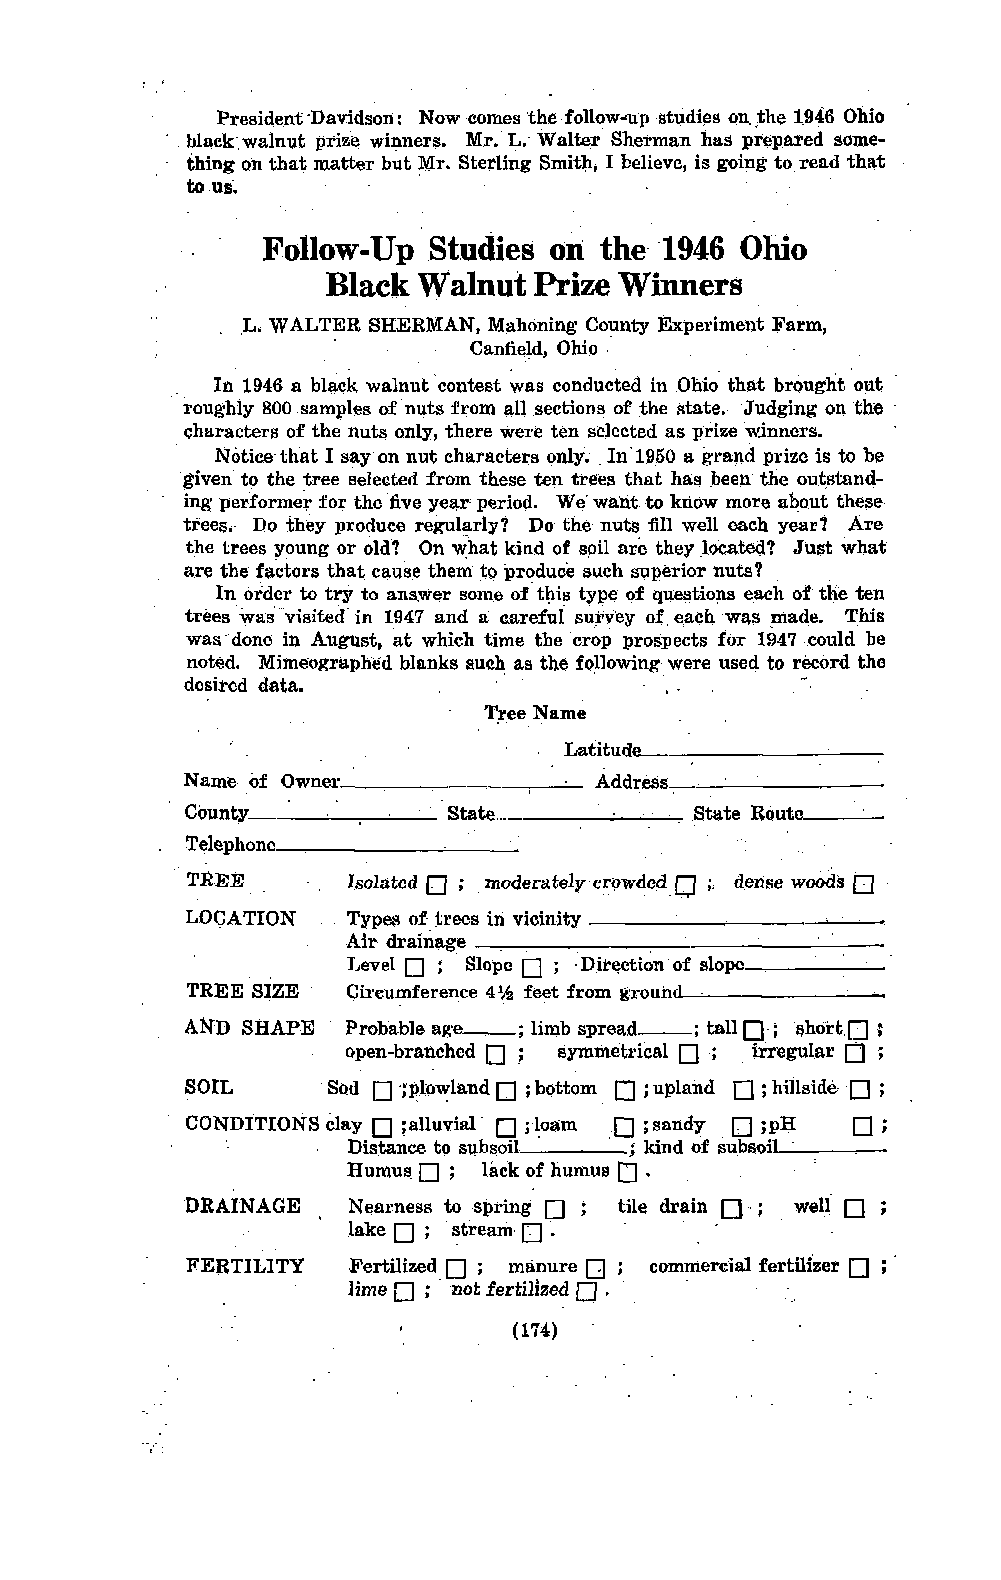 President Davidson: Now comes the follow-up studies on the 1946 Ohio
black walnut prize winners. Mr. L. Walter Sherman has prepared some-
thing on that matter but Mr. Sterling Smith, I believe, is going to read that
to us.
Follow-Up Studies on the 1946 Ohio
Black Walnut Prize Winners
L. WALTER SHERMAN, Mahoning County Experiment Farm,
Canfield, Ohio
In 1946 a black walnut contest was conducted in Ohio that brought out
roughly 800 samples of nuts from all sections of the state. Judging on the
characters of the nuts only, there were ten selected as prize winners.
Notice that I say on nut characters only. In 1950 a grand prize is to be
given to the tree selected from these ten trees that has been the outstand-
ing performer for the five year period. We want to know more about these
trees. Do they produce regularly? Do the nuts fill well each year? Are
the trees young or old? On what kind of soil are they located? Just what
are the factors that cause them to produce such superior nuts?
In order to try to answer some of this type of questions each of the ten
trees was visited in 1947 and a careful survey of each was made. This
was done in August, at which time the crop prospects for 1947 could be
noted. Mimeographed blanks such as the following were used to record the
desired data.
Tree Name
Latitude
Name of Owner Address
County State State Route
Telephone
TREE Isolated □ ; moderately crowded □ ; dense woods □
LOCATION Types of trees in vicinity
Air drainage
Level □ ; Slope □ ; Direction of slope
TREE SIZE Circumference 4½ feet from ground
AND SHAPE Probable age ; limb spread ; tall □ ; short □ ;
open-branched □ ; symmetrical □ ; irregular □ ;
SOIL Sod □ ; plowland □ ; bottom □ ; upland □ ; hillside □ ;
CONDITIONS clay □ ; alluvial □ ; loam □ ; sandy □ ; pH □ ;
Distance to subsoil ; kind of subsoil
Humus □ ; lack of humus □ .
DRAINAGE Nearness to spring □ ; tile drain □ ; well □ ;
lake □ ; stream □ .
FERTILITY Fertilized □ ; manure □ ; commercial fertilizer □ ;
lime □ ; not fertilized □ .
(174)